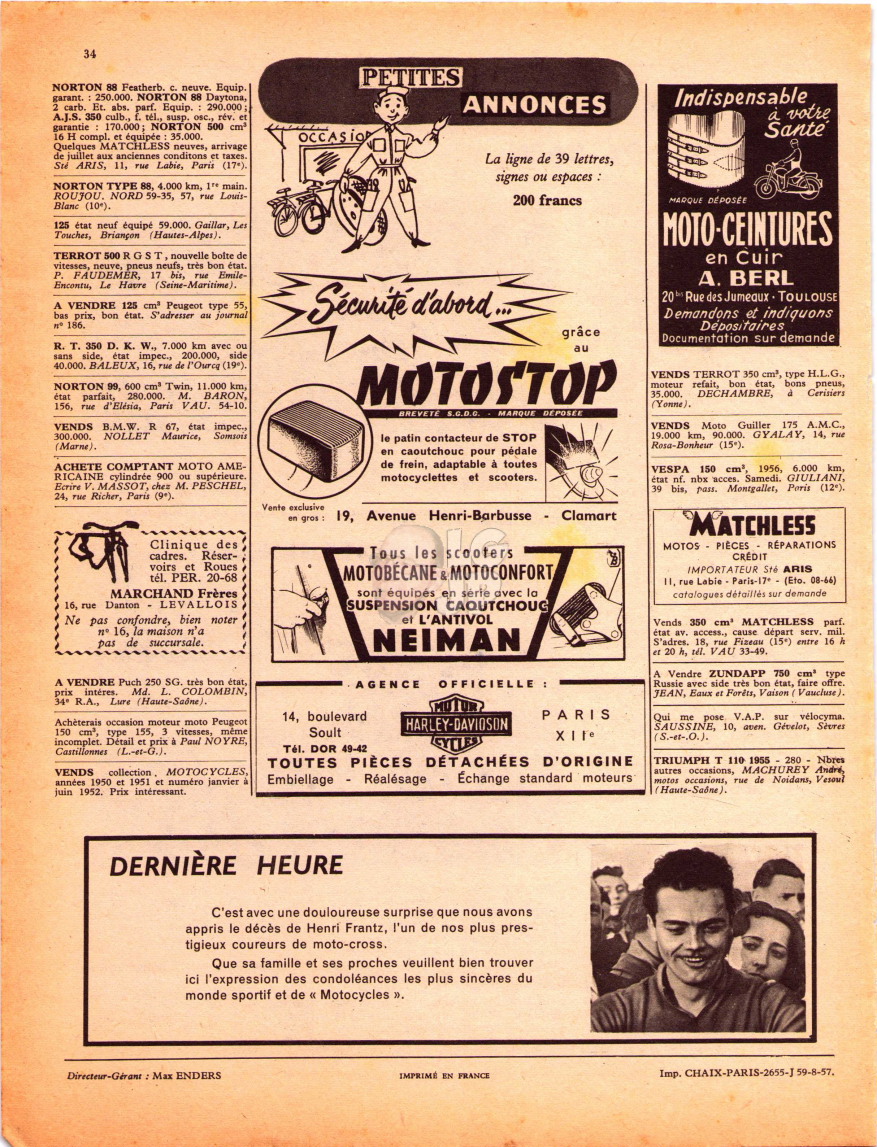 34
NORTON 88 Featherb. c. neuve. Equip.
garant. : 250.000. NORTON 88 Daytona,
2 carb. Et. abs. parf. Equip. : 290.000 ;
A.J.S. 350 culb., f. tél., susp. osc., rév. et
garantie : 170.000 ; NORTON 500 cm³
16 H compl. et équipée : 35.000.
Quelques MATCHLESS neuves, arrivage
de juillet aux anciennes conditons et taxes.
Sté ARIS, 11, rue Labie, Paris (17e).
NORTON TYPE 88, 4.000 km, 1re main.
ROUJOU. NORD 59-35, 57, rue Louis-
Blanc (10e).
125 état neuf équipé 59.000. Gaillar, Les
Touches, Briançon (Hautes-Alpes).
TERROT 500 R G S T, nouvelle boîte de
vitesses, neuve, pneus neufs, très bon état.
P. FAUDEMER, 17 bis, rue Emile-
Encontu, Le Havre (Seine-Maritime).
A VENDRE 125 cm³ Peugeot type 55,
bas prix, bon état. S'adresser au journal
n° 186.
R. T. 350 D. K. W., 7.000 km avec ou
sans side, état impec., 200.000, side
40.000. BALEUX, 16, rue de l'Ourcq (19e).
NORTON 99, 600 cm³ Twin, 11.000 km,
état parfait, 280.000. M. BARON,
156, rue d'Elésia, Paris VAU. 54-10.
VENDS B.M.W. R 67, état impec.,
300.000. NOLLET Maurice, Somsois
(Marne).
ACHETE COMPTANT MOTO AME-
RICAINE cylindrée 900 ou supérieure.
Ecrire V. MASSOT, chez M. PESCHEL,
24, rue Richer, Paris (9e).
Clinique des
cadres. Réser-
voirs et Roues
tél. PER. 20-68
MARCHAND Frères
16, rue Danton - LEVALLOIS
Ne pas confondre, bien noter
n° 16, la maison n'a
pas de succursale.
A VENDRE Puch 250 SG. très bon état,
prix intéres. Md. L. COLOMBIN,
34e R.A., Lure (Haute-Saône).
Achèterais occasion moteur moto Peugeot
150 cm³, type 155, 3 vitesses, même
incomplet. Détail et prix à Paul NOYRE,
Castillonnes (L.-et-G.).
VENDS collection, MOTOCYCLES,
années 1950 et 1951 et numéro janvier à
juin 1952. Prix intéressant.
PETITES
ANNONCES
OCCASION
La ligne de 39 lettres,
signes ou espaces :
200 francs
Sécurité d'abord...
grâce
au
MOTOSTOP
BREVETÉ S.G.D.G. - MARQUE DÉPOSÉE
le patin contacteur de STOP
en caoutchouc pour pédale
de frein, adaptable à toutes
motocyclettes et scooters.
Vente exclusive
en gros : 19, Avenue Henri-Barbusse - Clamart
Tous les scooters
MOTOBÉCANE & MOTOCONFORT
sont équipés en série avec la
SUSPENSION CAOUTCHOUC
et L'ANTIVOL
NEIMAN
AGENCE OFFICIELLE :
14, boulevard
Soult
Tél. DOR 49-42
MOTOR
HARLEY-DAVIDSON
CYCLES
PARIS
XIIe
TOUTES PIÈCES DÉTACHÉES D'ORIGINE
Embiellage - Réalésage - Échange standard moteurs
Indispensable
à votre
Santé
MARQUE DÉPOSÉE
MOTO-CEINTURES
en Cuir
A. BERL
20 bis Rue des Jumeaux - TOULOUSE
Demandons et indiquons
Dépositaires
Documentation sur demande
VENDS TERROT 350 cm³, type H.L.G.,
moteur refait, bon état, bons pneus,
35.000. DECHAMBRE, à Cerisiers
(Yonne).
VENDS Moto Guiller 175 A.M.C.,
19.000 km, 90.000. GYALAY, 14, rue
Rosa-Bonheur (15e).
VESPA 150 cm³, 1956, 6.000 km,
état nf. nbx acces. Samedi. GIULIANI,
39 bis, pass. Montgallet, Paris (12e).
MATCHLESS
MOTOS - PIÈCES - RÉPARATIONS
CRÉDIT
IMPORTATEUR Sté ARIS
11, rue Labie - Paris-17e - (Eto. 08-66)
catalogues détaillés sur demande
Vends 350 cm³ MATCHLESS parf.
état av. access., cause départ serv. mil.
S'adres. 18, rue Fizeau (15e) entre 16 h
et 20 h, tél. VAU 33-49.
A Vendre ZUNDAPP 750 cm³ type
Russie avec side très bon état, faire offre.
JEAN, Eaux et Forêts, Vaison (Vaucluse).
Qui me pose V.A.P. sur vélocyma.
SAUSSINE, 10, aven. Gévelot, Sèvres
(S.-et-.O.).
TRIUMPH T 110 1955 - 280 - Nbres
autres occasions, MACHUREY André,
motos occasions, rue de Noidans, Vesoul
(Haute-Saône).
DERNIÈRE HEURE
C'est avec une douloureuse surprise que nous avons
appris le décès de Henri Frantz, l'un de nos plus pres-
tigieux coureurs de moto-cross.
Que sa famille et ses proches veuillent bien trouver
ici l'expression des condoléances les plus sincères du
monde sportif et de « Motocycles ».
Directeur-Gérant : Max ENDERS
IMPRIMÉ EN FRANCE
Imp. CHAIX-PARIS-2655-J 59-8-57.